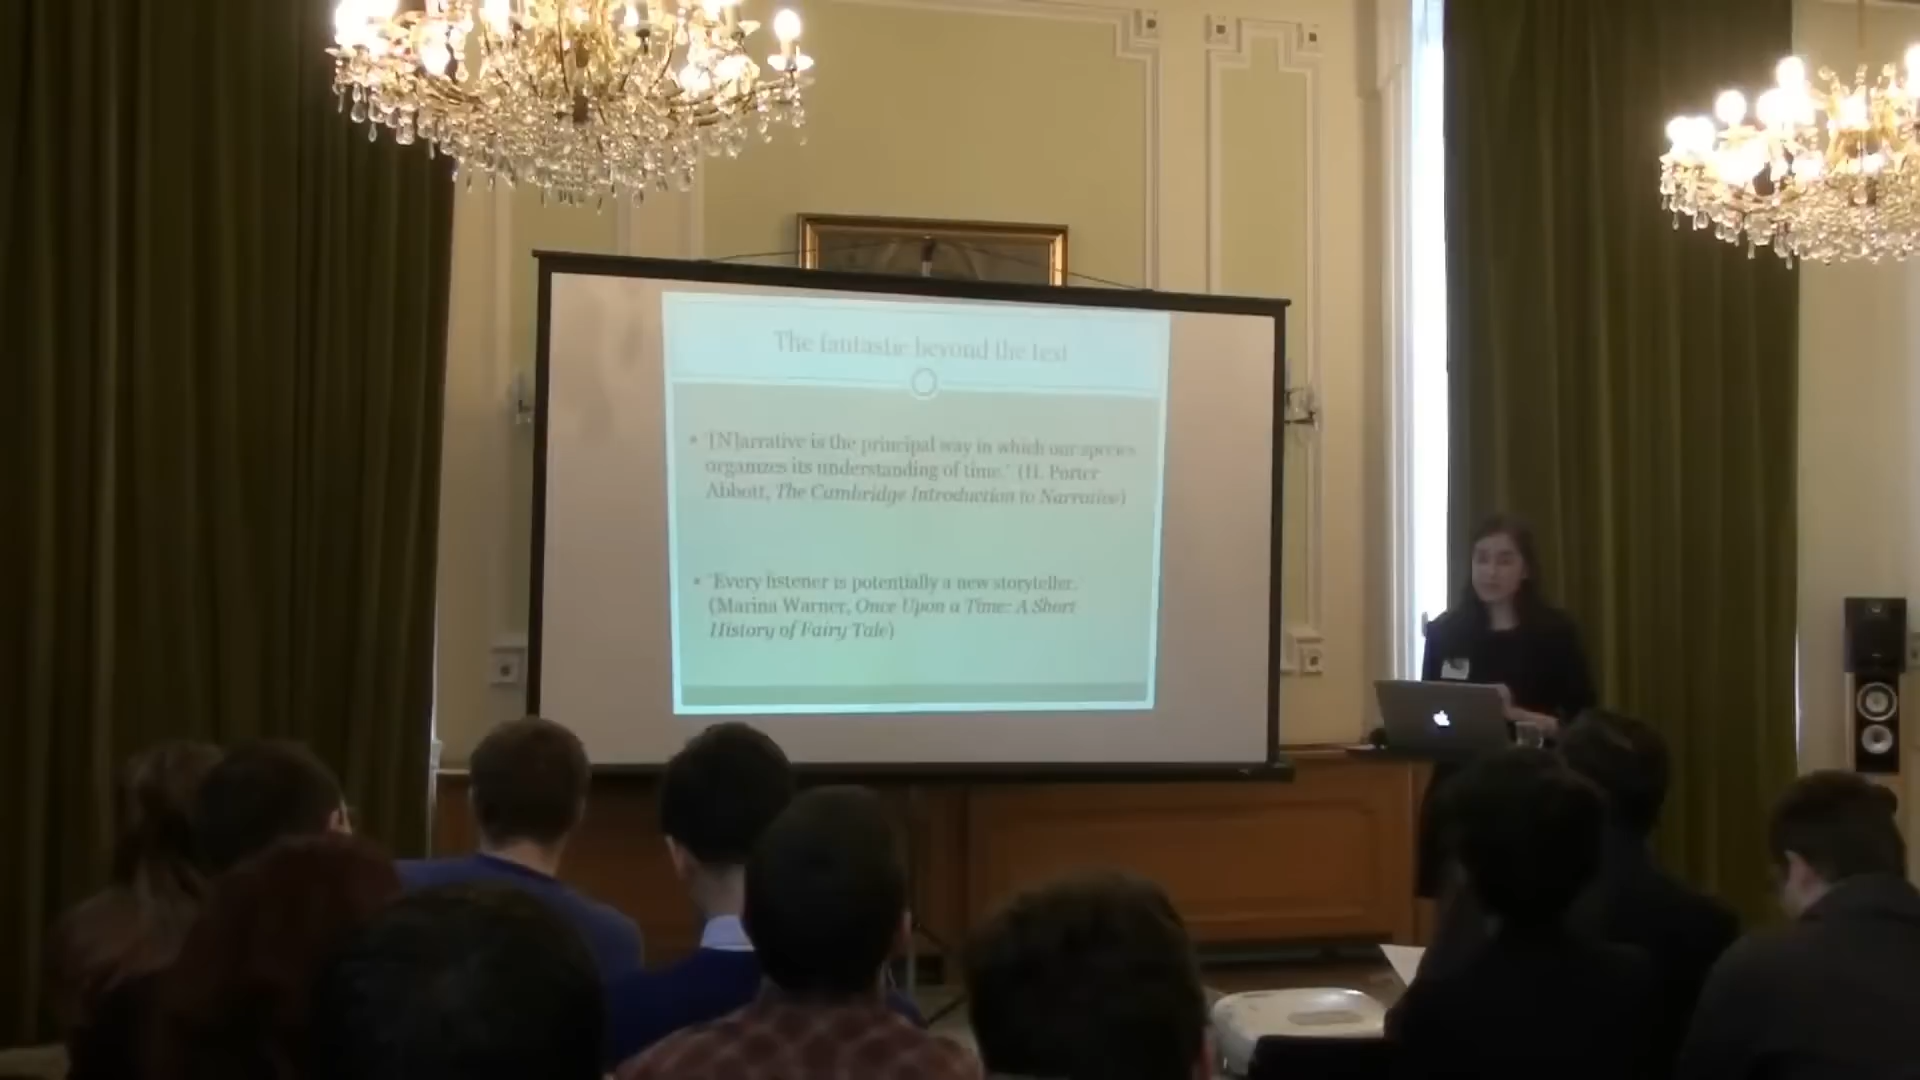 The fantastic beyond the text
'[N]arrative is the principal way in which our species
organizes its understanding of time.' (H. Porter
Abbott, The Cambridge Introduction to Narrative)
'Every listener is potentially a new storyteller.
(Marina Warner, Once Upon a Time: A Short
History of Fairy Tale)